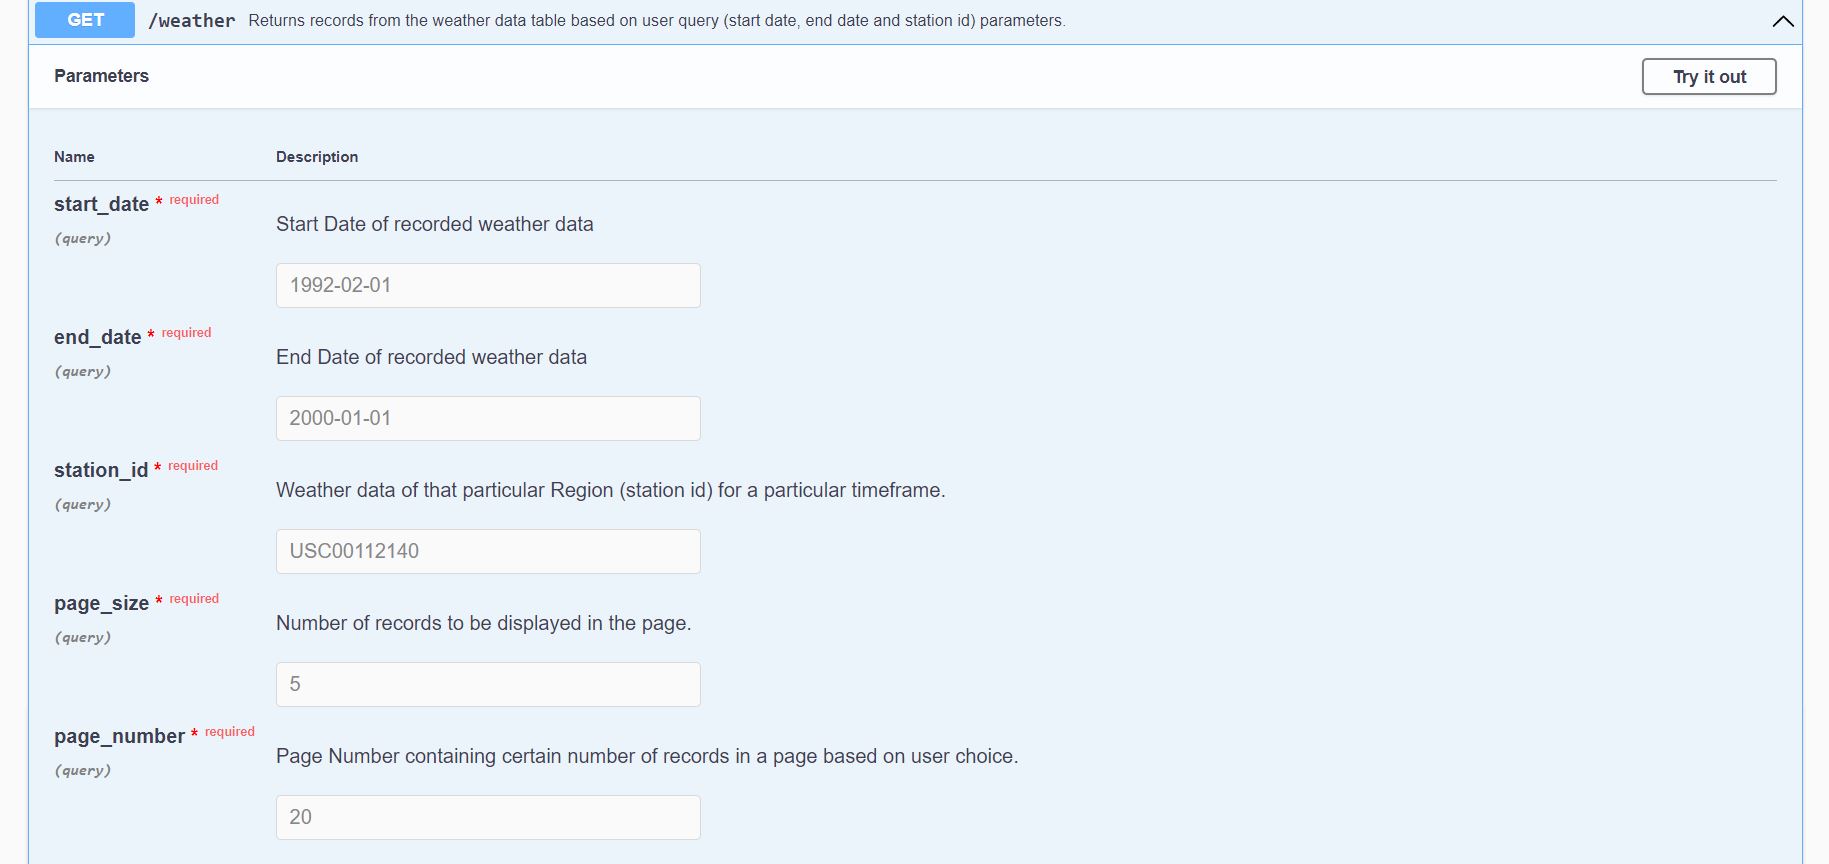 GET /weather Returns records from the weather data table based on user query (start date, end date and station id) parameters.
Parameters Try it out
Name Description
start_date * required
(query)
Start Date of recorded weather data
1992-02-01
end_date * required
(query)
End Date of recorded weather data
2000-01-01
station_id * required
(query)
Weather data of that particular Region (station id) for a particular timeframe.
USC00112140
page_size * required
(query)
Number of records to be displayed in the page.
5
page_number * required
(query)
Page Number containing certain number of records in a page based on user choice.
20